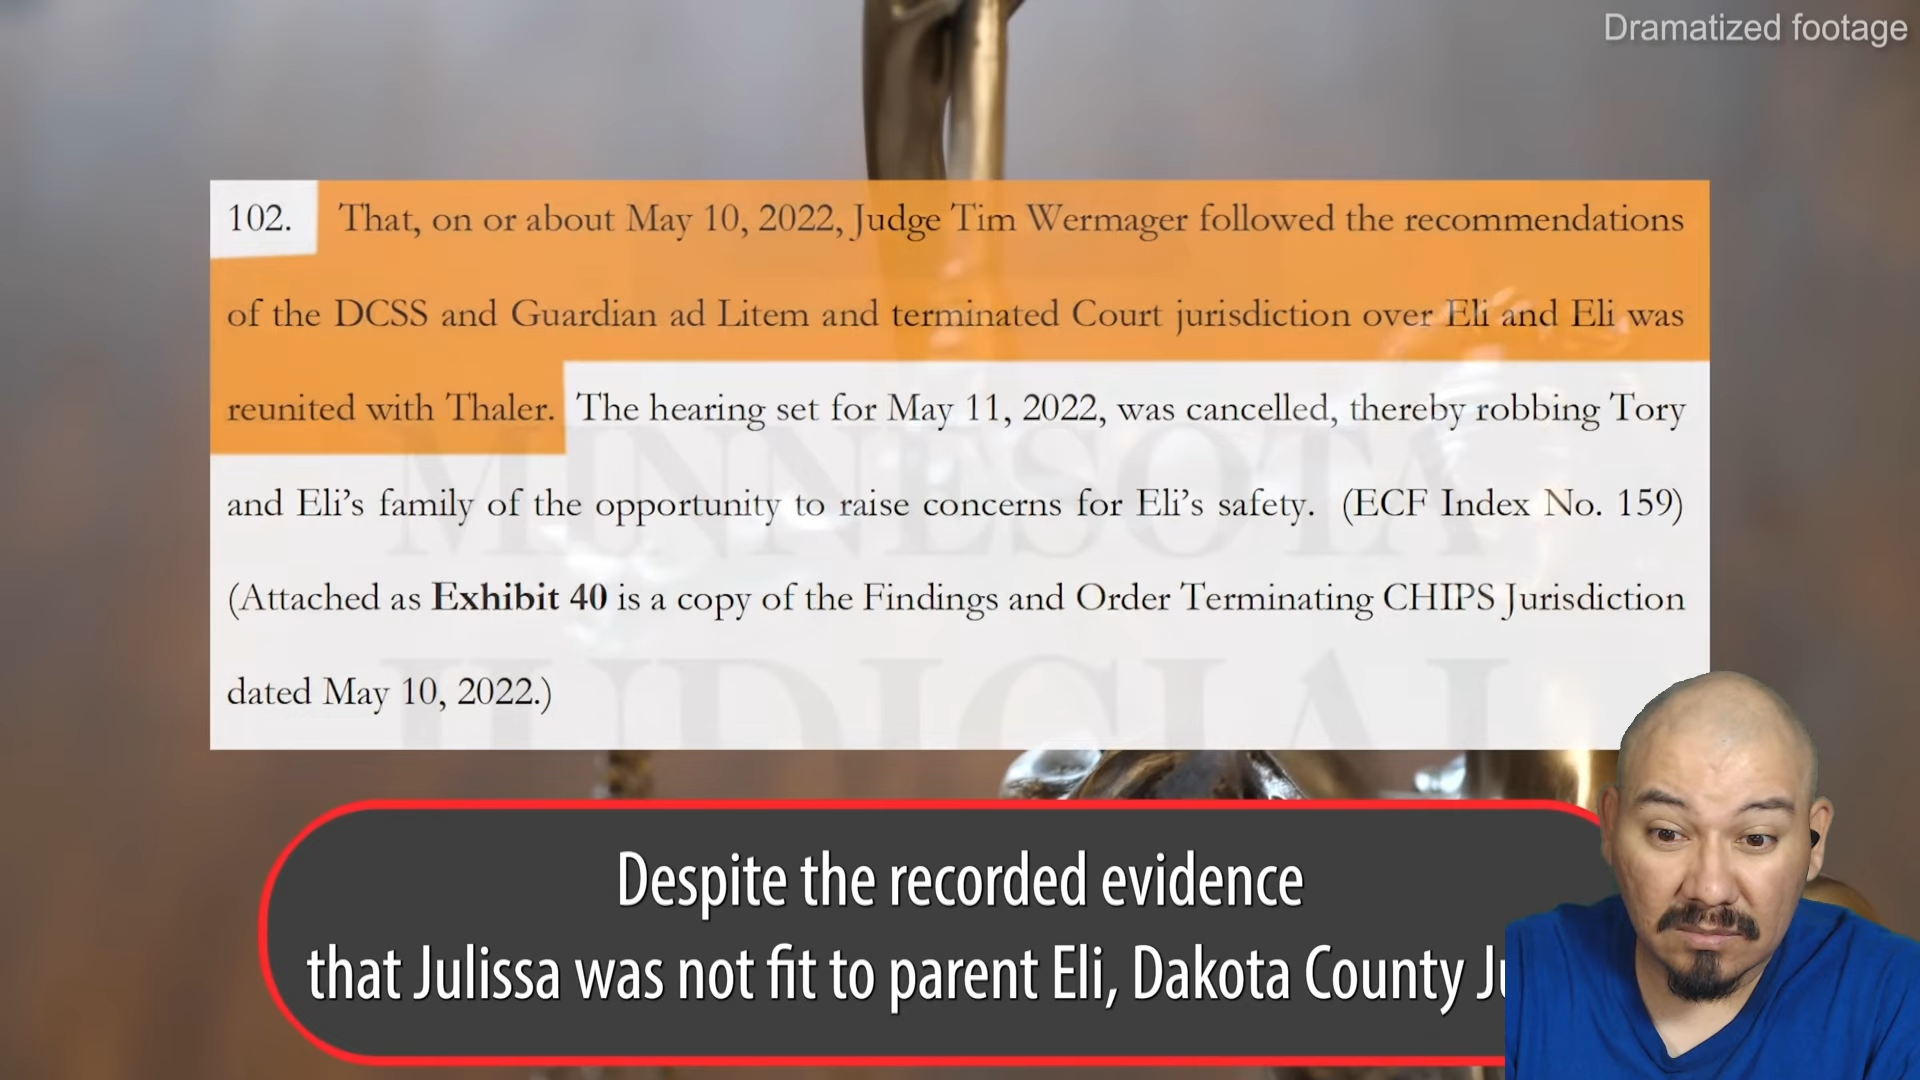 Dramatized footage
102. That, on or about May 10, 2022, Judge Tim Wermager followed the recommendations
of the DCSS and Guardian ad Litem and terminated Court jurisdiction over Eli and Eli was
reunited with Thaler. The hearing set for May 11, 2022, was cancelled, thereby robbing Tory
and Eli’s family of the opportunity to raise concerns for Eli’s safety. (ECF Index No. 159)
(Attached as Exhibit 40 is a copy of the Findings and Order Terminating CHIPS Jurisdiction
dated May 10, 2022.)
MINNESOTA
JUDICIAL
Despite the recorded evidence
that Julissa was not fit to parent Eli, Dakota County